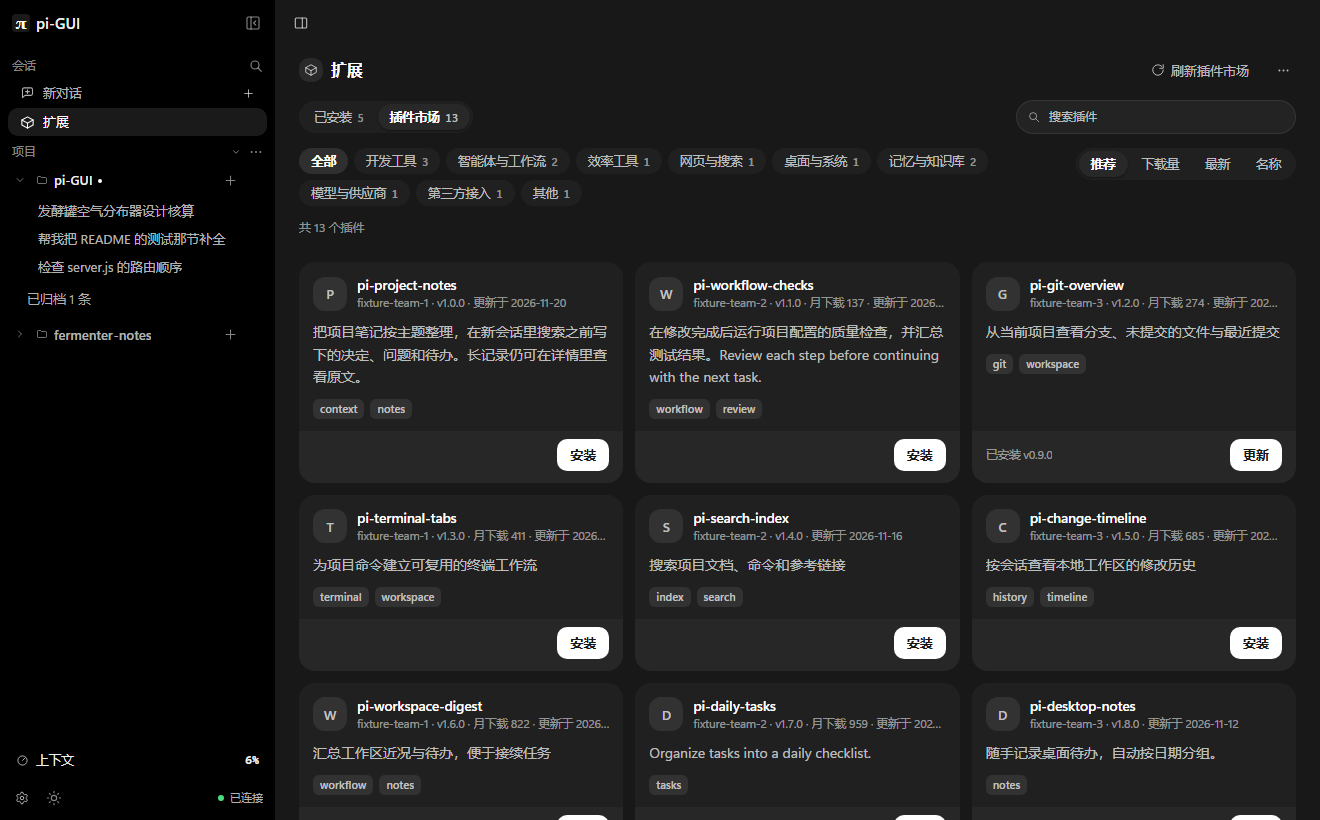 π pi-GUI
会话
新对话
扩展
项目
pi-GUI •
发酵罐空气分布器设计核算
帮我把 README 的测试那节补全
检查 server.js 的路由顺序
已归档 1 条
fermenter-notes
上下文 6%
已连接
扩展
刷新插件市场
已安装 5 插件市场 13
搜索插件
全部 开发工具 3 智能体与工作流 2 效率工具 1 网页与搜索 1 桌面与系统 1 记忆与知识库 2
模型与供应商 1 第三方接入 1 其他 1
推荐 下载量 最新 名称
共 13 个插件
P
pi-project-notes
fixture-team-1 · v1.0.0 · 更新于 2026-11-20
把项目笔记按主题整理，在新会话里搜索之前写
下的决定、问题和待办。长记录仍可在详情里查
看原文。
context notes
安装
W
pi-workflow-checks
fixture-team-2 · v1.1.0 · 月下载 137 · 更新于 2026...
在修改完成后运行项目配置的质量检查，并汇总
测试结果。Review each step before continuing
with the next task.
workflow review
安装
G
pi-git-overview
fixture-team-3 · v1.2.0 · 月下载 274 · 更新于 202...
从当前项目查看分支、未提交的文件与最近提交
git workspace
已安装 v0.9.0
更新
T
pi-terminal-tabs
fixture-team-1 · v1.3.0 · 月下载 411 · 更新于 2026...
为项目命令建立可复用的终端工作流
terminal workspace
安装
S
pi-search-index
fixture-team-2 · v1.4.0 · 更新于 2026-11-16
搜索项目文档、命令和参考链接
index search
安装
C
pi-change-timeline
fixture-team-3 · v1.5.0 · 月下载 685 · 更新于 202...
按会话查看本地工作区的修改历史
history timeline
安装
W
pi-workspace-digest
fixture-team-1 · v1.6.0 · 月下载 822 · 更新于 2026...
汇总工作区近况与待办，便于接续任务
workflow notes
D
pi-daily-tasks
fixture-team-2 · v1.7.0 · 月下载 959 · 更新于 202...
Organize tasks into a daily checklist.
tasks
D
pi-desktop-notes
fixture-team-3 · v1.8.0 · 更新于 2026-11-12
随手记录桌面待办，自动按日期分组。
notes